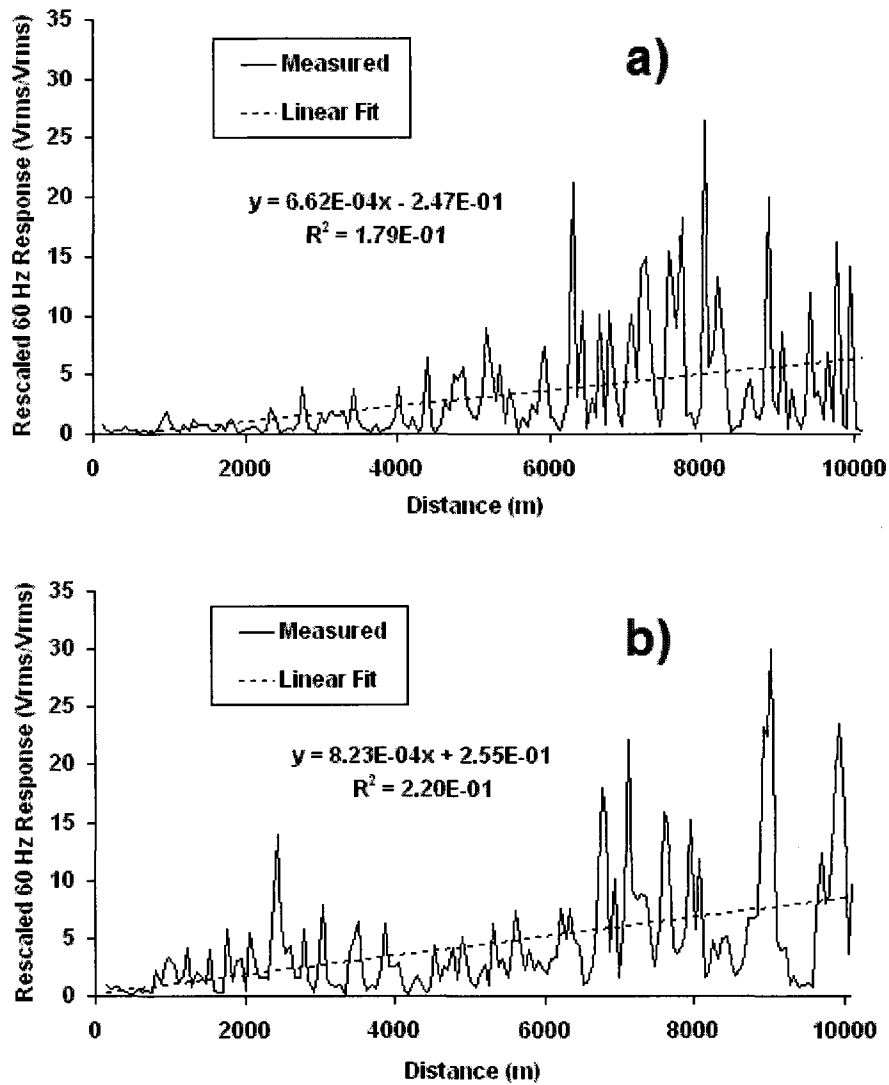 35
30
25
20
15
10
5
0
Rescaled 60 Hz Response (Vrms/Vrms)
Measured
Linear Fit
a)
y = 6.62E-04x - 2.47E-01
R² = 1.79E-01
0 2000 4000 6000 8000 10000
Distance (m)
35
30
25
20
15
10
5
0
Rescaled 60 Hz Response (Vrms/Vrms)
Measured
Linear Fit
b)
y = 8.23E-04x + 2.55E-01
R² = 2.20E-01
0 2000 4000 6000 8000 10000
Distance (m)